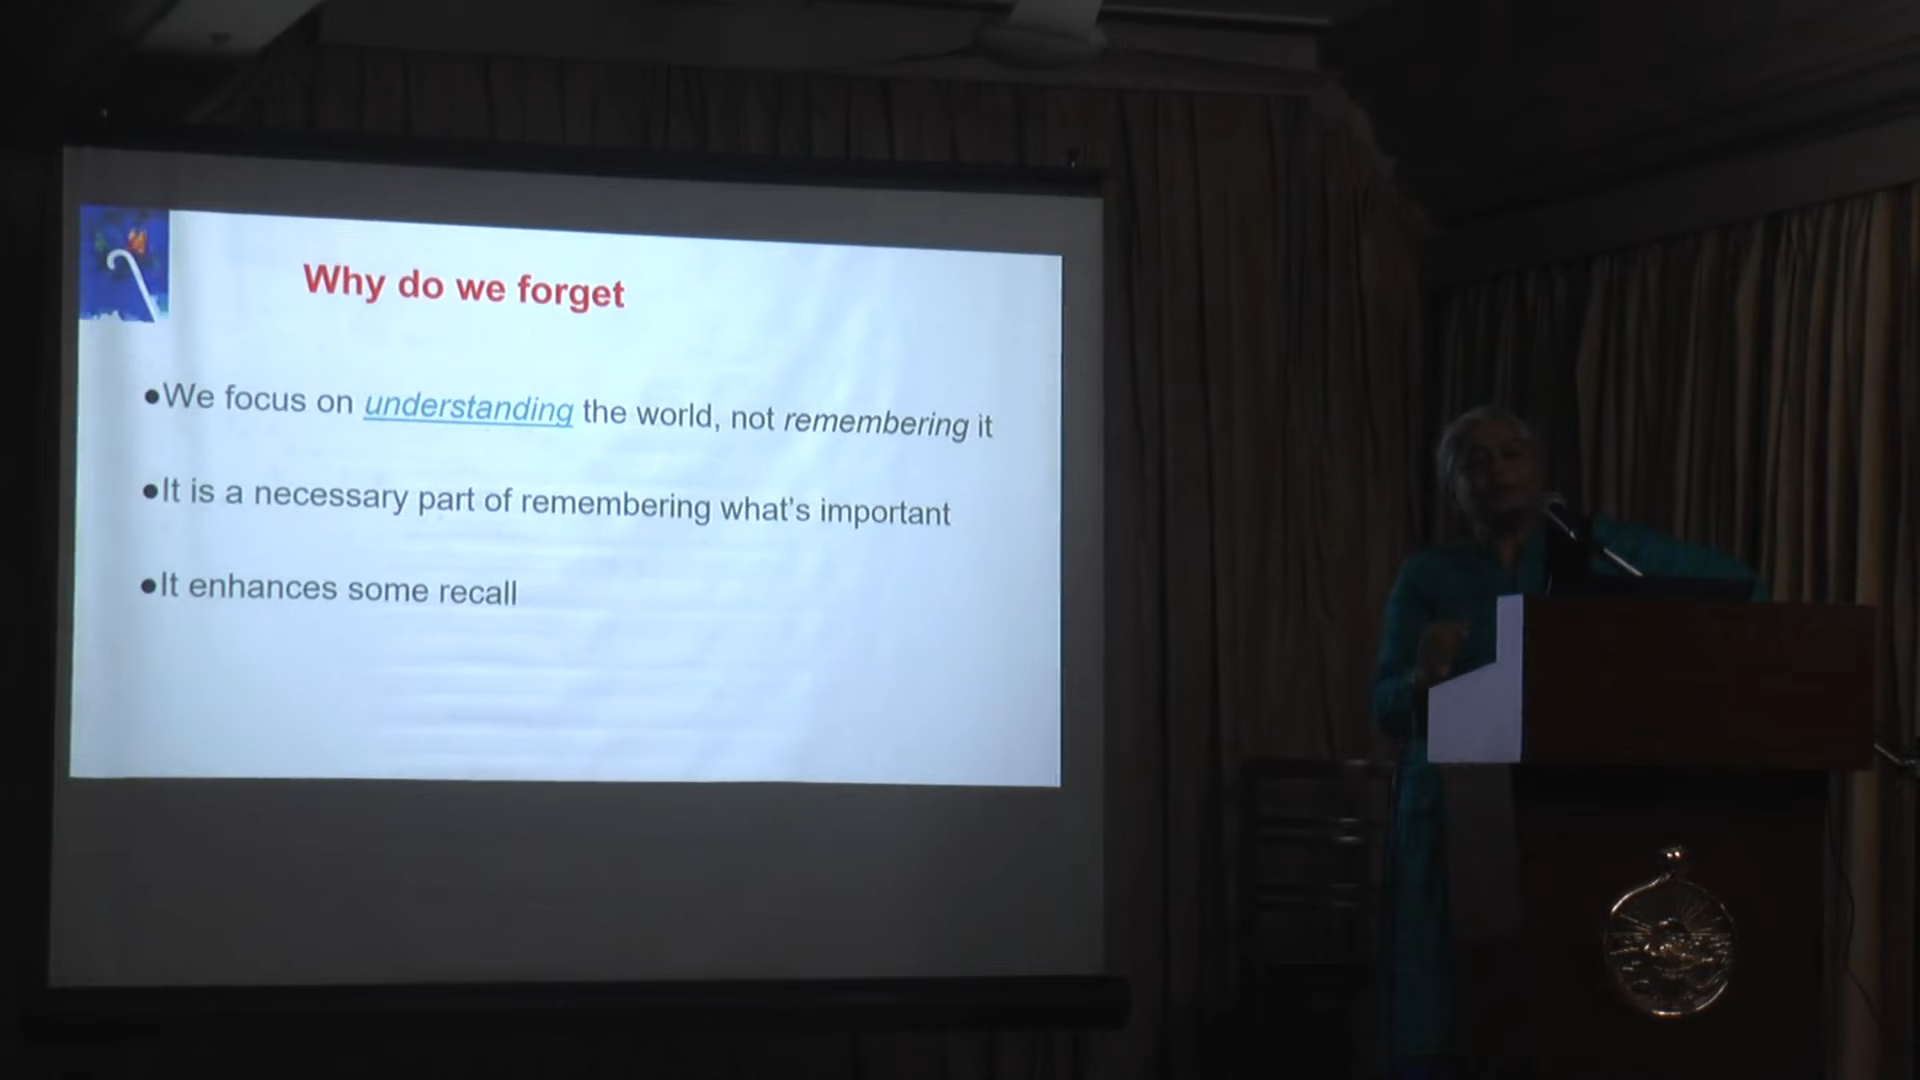 Why do we forget
●We focus on understanding the world, not remembering it
●It is a necessary part of remembering what's important
●It enhances some recall